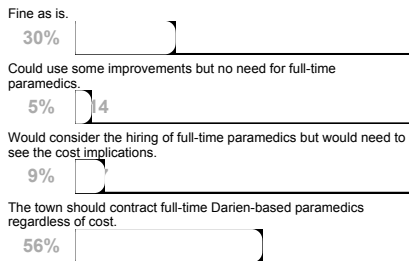 Fine as is.
30%
Could use some improvements but no need for full-time
paramedics.
5% 14
Would consider the hiring of full-time paramedics but would need to
see the cost implications.
9%
The town should contract full-time Darien-based paramedics
regardless of cost.
56%